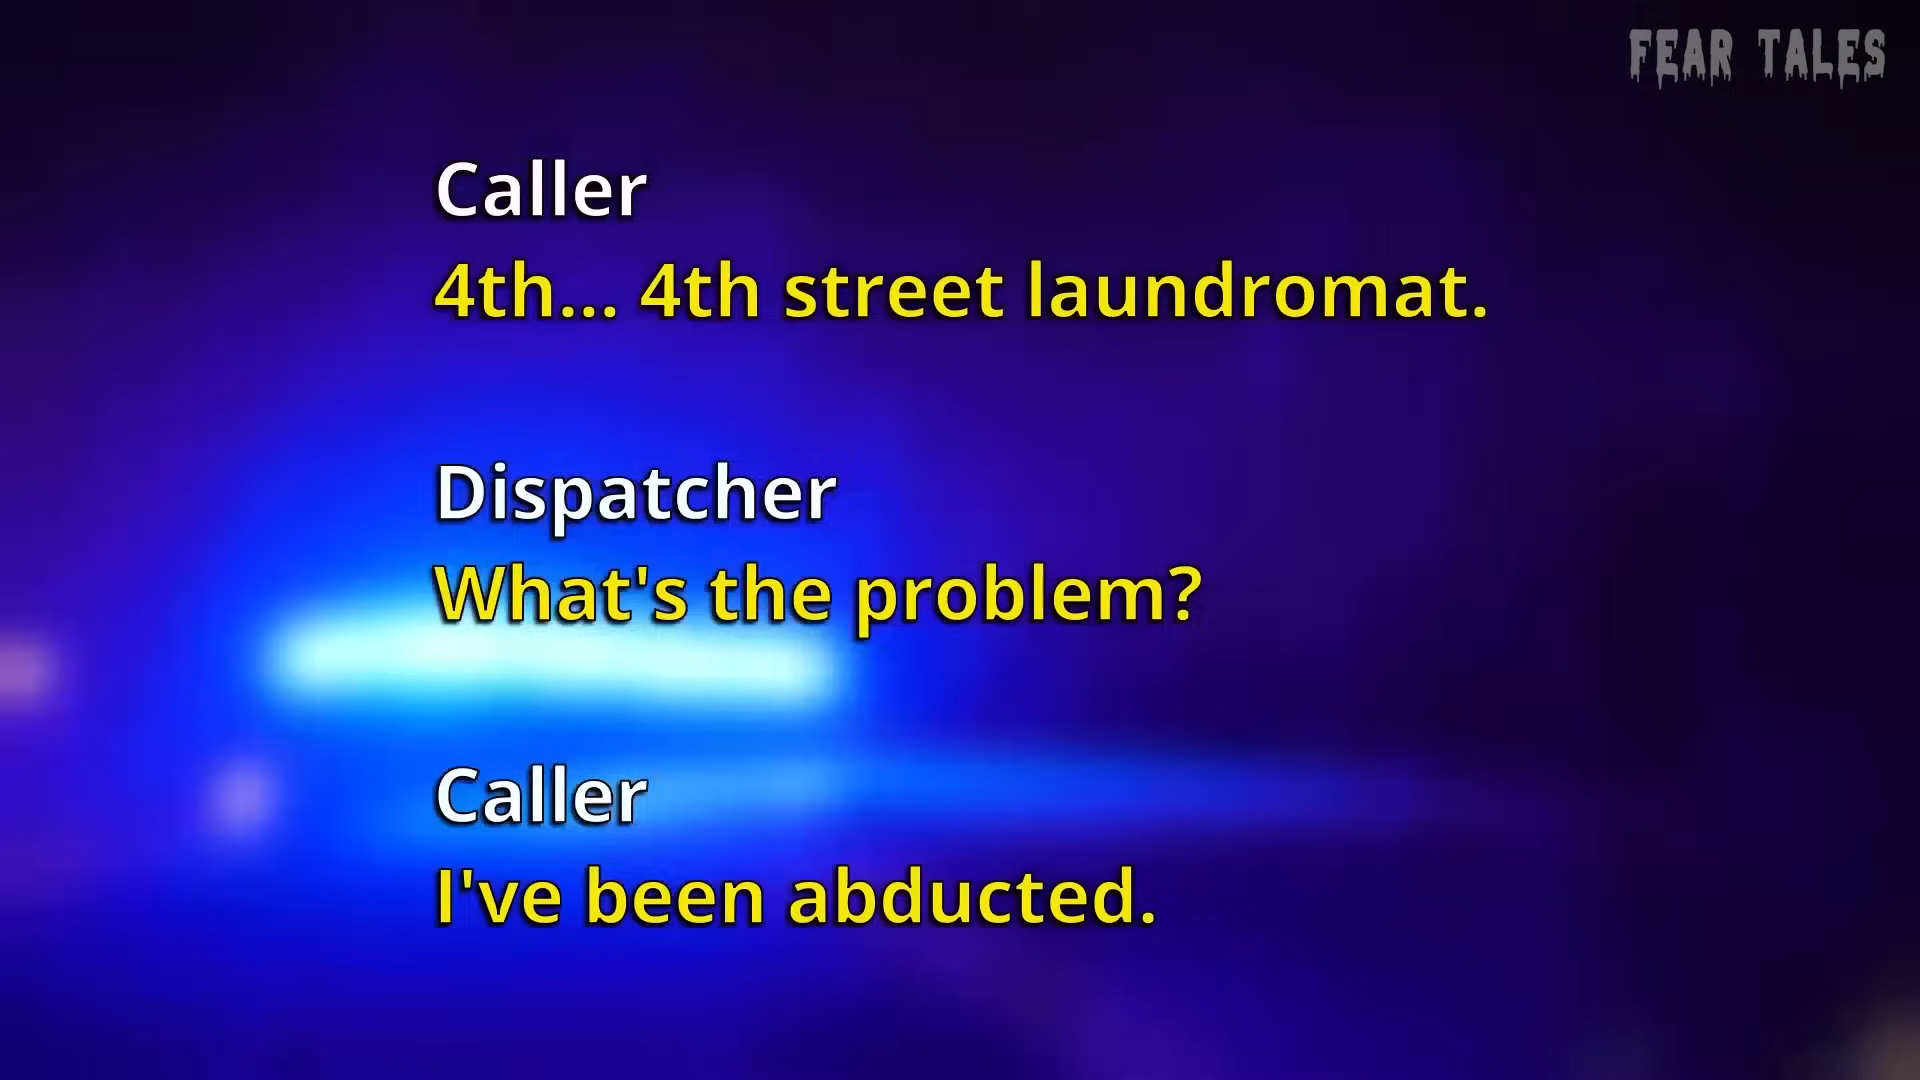 FEAR TALES
Caller
4th... 4th street laundromat.
Dispatcher
What's the problem?
Caller
I've been abducted.